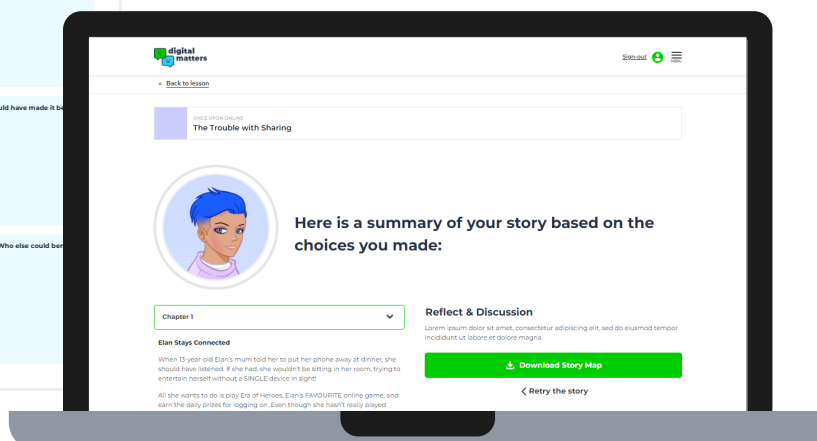 digital
matters
Sign out
MENU
< Back to lesson
uld have made it be
ONCE UPON ONLINE
The Trouble with Sharing
Who else could ben
Here is a summary of your story based on the
choices you made:
Chapter 1
Elan Stays Connected
When 13-year-old Elan's mum told her to put her phone away at dinner, she
should have listened. If she had, she wouldn't be sitting in her room, trying to
entertain herself without a SINGLE device in sight!
All she wants to do is play Era of Heroes, Elan's FAVOURITE online game, and
earn the daily prizes for logging on. Even though she hasn't really played
Reflect & Discussion
Lorem ipsum dolor sit amet, consectetur adipiscing elit, sed do eiusmod tempor
incididunt ut labore et dolore magna.
Download Story Map
Retry the story